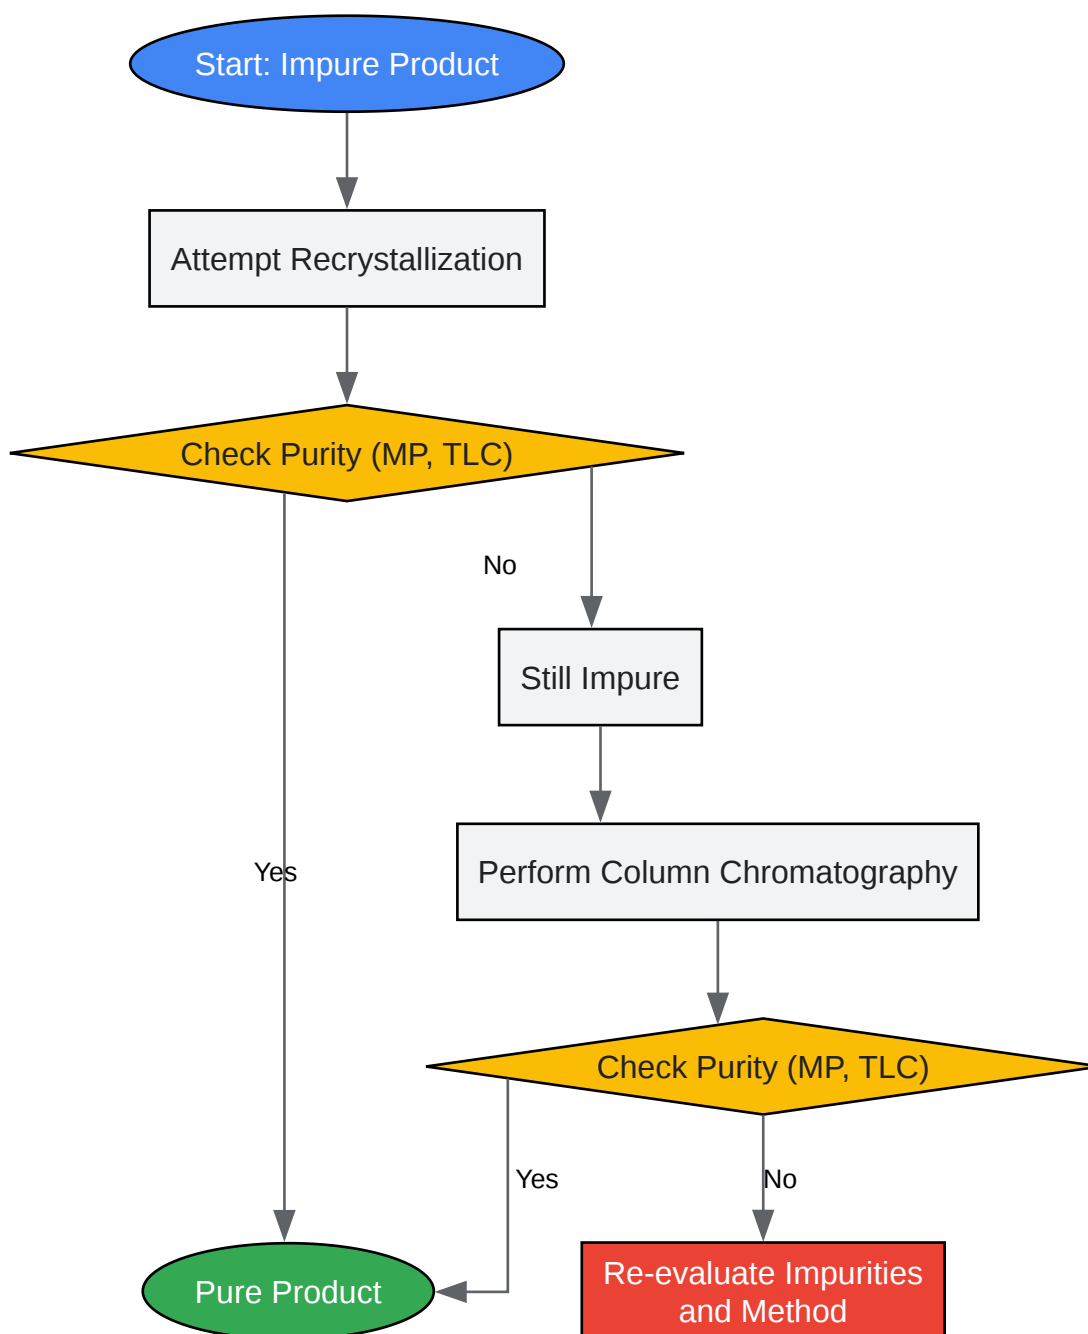 Start: Impure Product
Attempt Recrystallization
Check Purity (MP, TLC)
No
Still Impure
Yes
Perform Column Chromatography
Check Purity (MP, TLC)
Yes
No
Pure Product
Re-evaluate Impurities
and Method